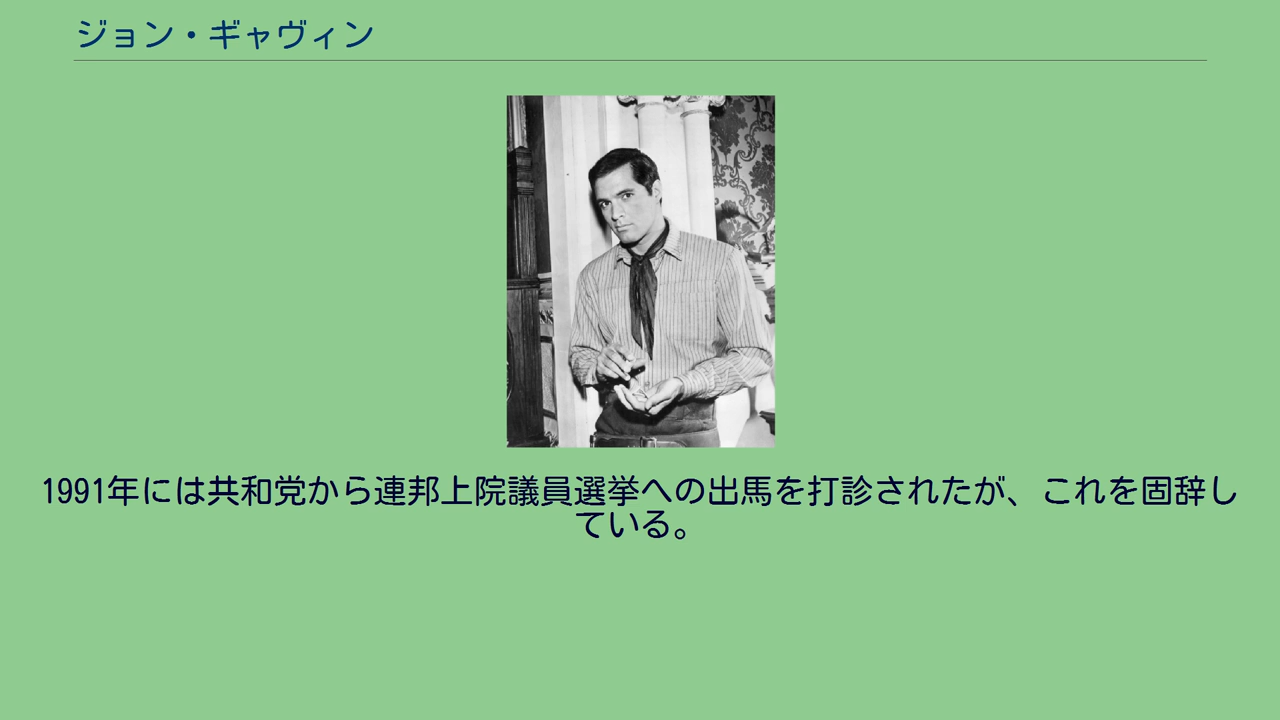 ジョン・ギャヴィン
1991年には共和党から連邦上院議員選挙への出馬を打診されたが、これを固辞し
ている。